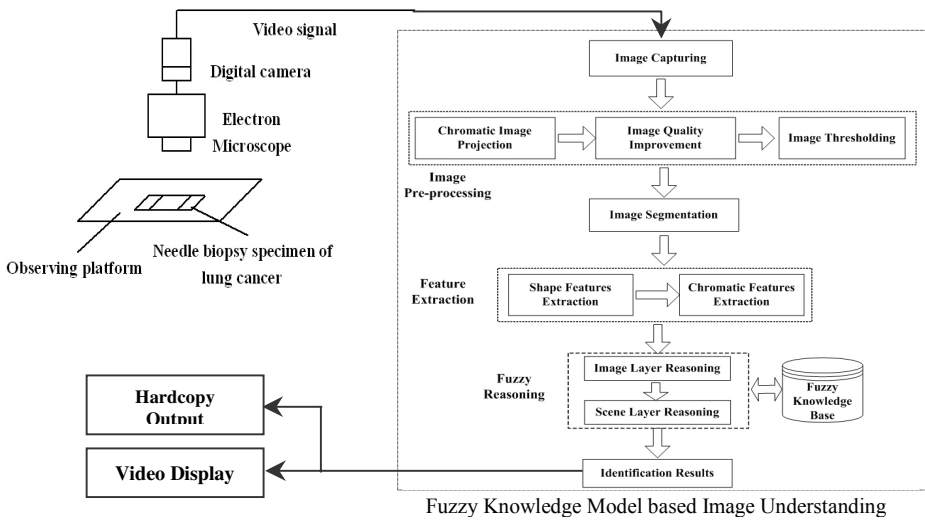 Video signal
Digital camera
Electron
Microscope
Needle biopsy specimen of
lung cancer
Observing platform
Image Capturing
Chromatic Image
Projection
Image Quality
Improvement
Image Thresholding
Image
Pre-processing
Image Segmentation
Feature
Extraction
Shape Features
Extraction
Chromatic Features
Extraction
Fuzzy
Reasoning
Image Layer Reasoning
Scene Layer Reasoning
Fuzzy
Knowledge
Base
Identification Results
Hardcopy
Output
Video Display
Fuzzy Knowledge Model based Image Understanding